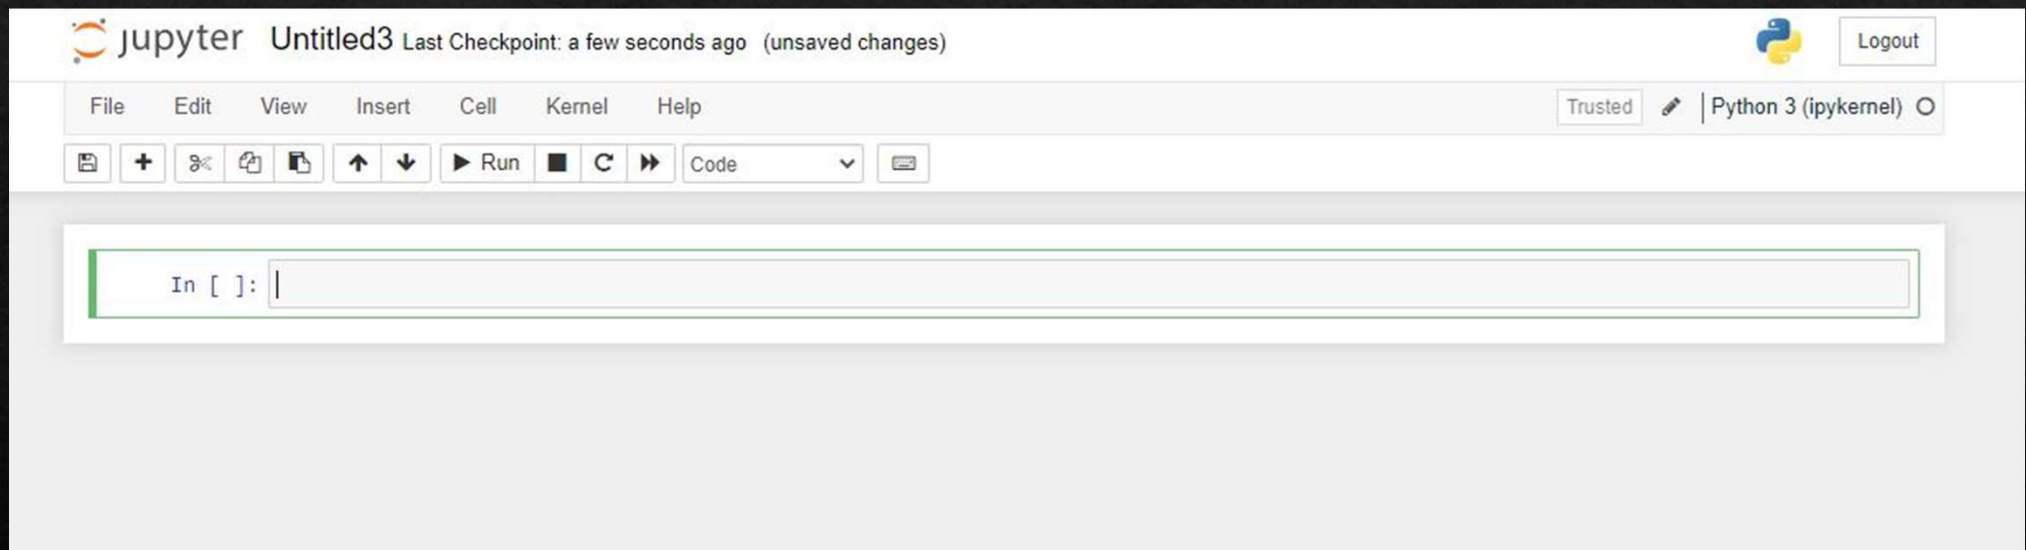 jupyter Untitled3 Last Checkpoint: a few seconds ago (unsaved changes) Logout
File Edit View Insert Cell Kernel Help Trusted Python 3 (ipykernel)
Run Code
In [ ]: